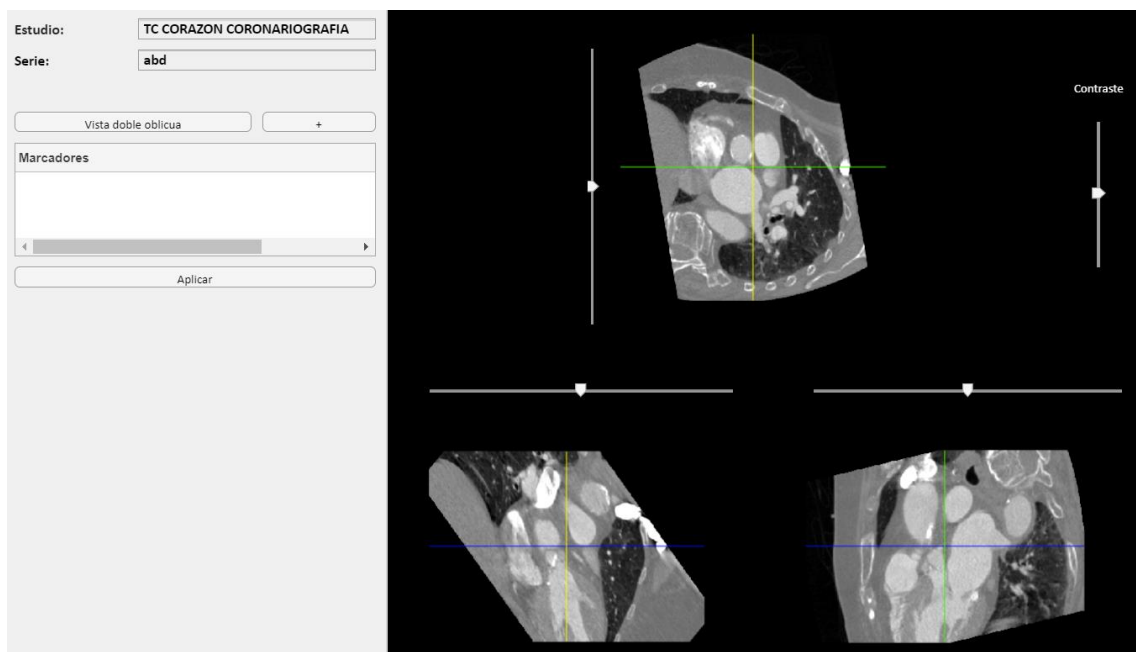 Estudio: TC CORAZON CORONARIOGRAFIA
Serie: abd
Contraste
Vista doble oblicua +
Marcadores
Aplicar